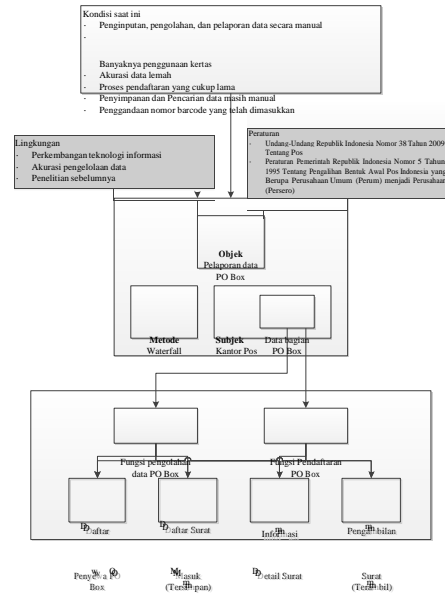 Kondisi saat ini
- Penginputan, pengolahan, dan pelaporan data secara manual
-
Banyaknya penggunaan kertas
- Akurasi data lemah
- Proses pendaftaran yang cukup lama
- Penyimpanan dan Pencarian data masih manual
- Penggandaan nomor barcode yang telah dimasukkan
Lingkungan
- Perkembangan teknologi informasi
- Akurasi pengelolaan data
- Penelitian sebelumnya
Peraturan
- Undang-Undang Republik Indonesia Nomor 38 Tahun 2009
Tentang Pos
- Peraturan Pemerintah Republik Indonesia Nomor 5 Tahun
1995 Tentang Pengalihan Bentuk Awal Pos Indonesia yang
Berupa Perusahaan Umum (Perum) menjadi Perusahaan
(Persero)
Objek
Pelaporan data
PO Box
Metode
Waterfall
Subjek
Kantor Pos
Data bagian
PO Box
Fungsi pengolahan
data PO Box
Fungsi Pendaftaran
PO Box
Daftar
Penyewa PO
Box
Daftar Surat
Masuk
(Tersimpan)
Informasi
Detail Surat
Pengambilan
Surat
(Terambil)